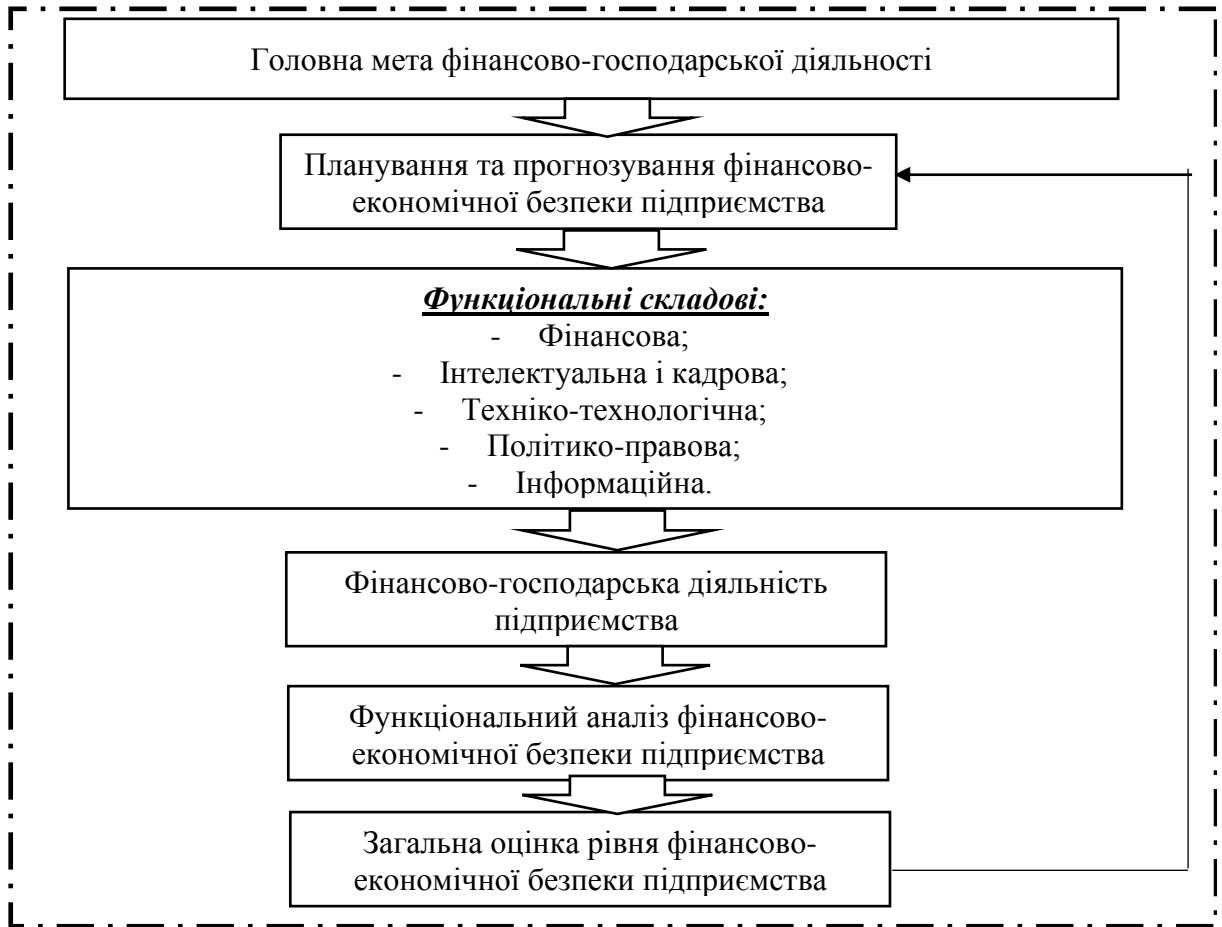 Головна мета фінансово-господарської діяльності
Планування та прогнозування фінансово-
економічної безпеки підприємства
Функціональні складові:
- Фінансова;
- Інтелектуальна і кадрова;
- Техніко-технологічна;
- Політико-правова;
- Інформаційна.
Фінансово-господарська діяльність
підприємства
Функціональний аналіз фінансово-
економічної безпеки підприємства
Загальна оцінка рівня фінансово-
економічної безпеки підприємства